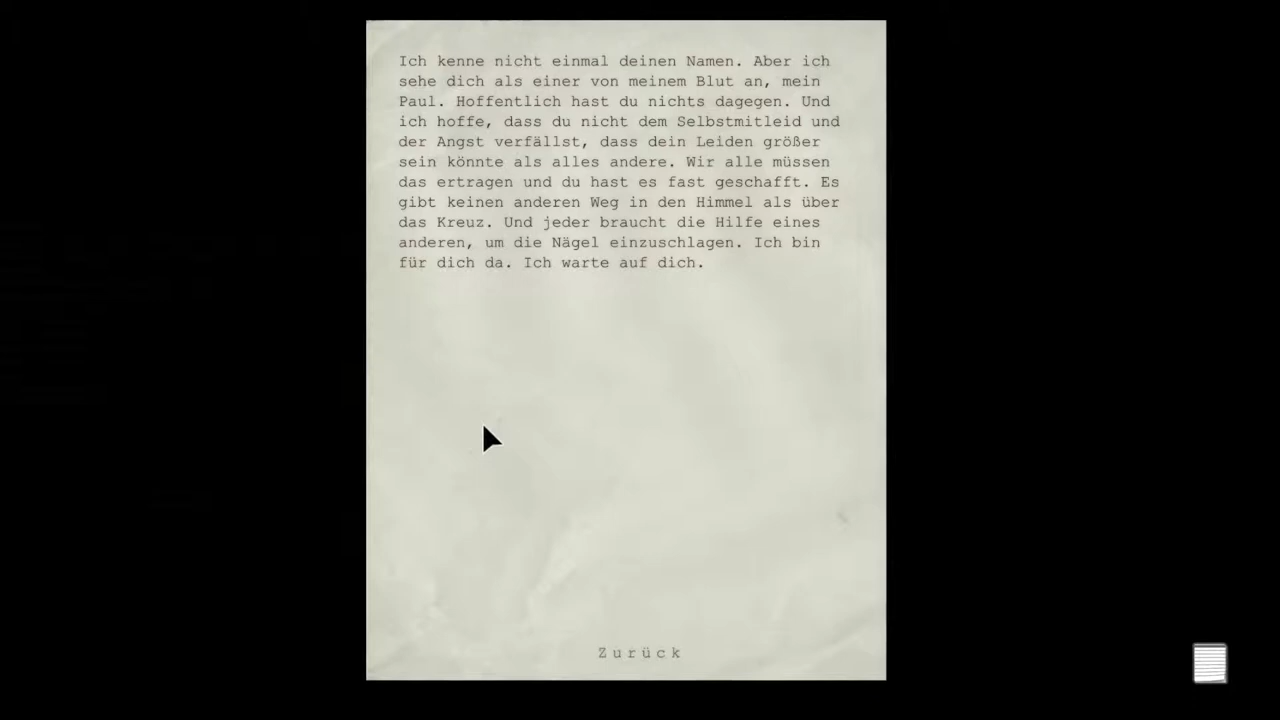 Ich kenne nicht einmal deinen Namen. Aber ich
sehe dich als einer von meinem Blut an, mein
Paul. Hoffentlich hast du nichts dagegen. Und
ich hoffe, dass du nicht dem Selbstmitleid und
der Angst verfällst, dass dein Leiden größer
sein könnte als alles andere. Wir alle müssen
das ertragen und du hast es fast geschafft. Es
gibt keinen anderen Weg in den Himmel als über
das Kreuz. Und jeder braucht die Hilfe eines
anderen, um die Nägel einzuschlagen. Ich bin
für dich da. Ich warte auf dich.
Zurück